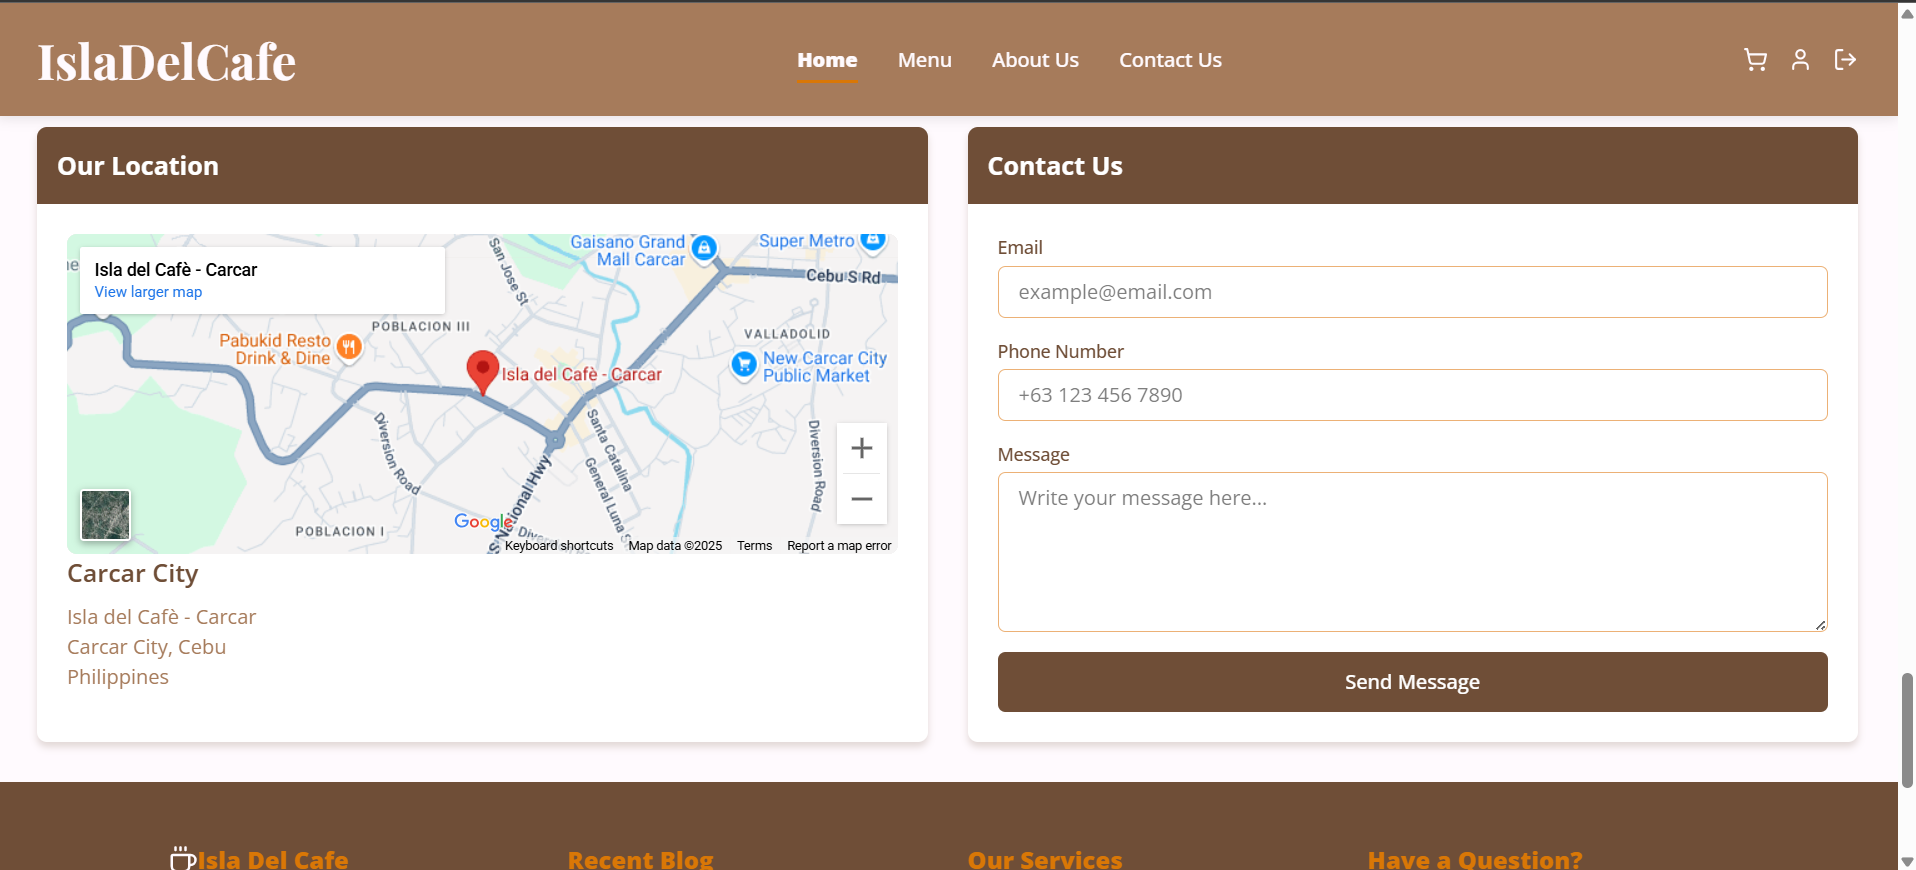 IslaDelCafe
Home
Menu
About Us
Contact Us
Our Location
Isla del Cafè - Carcar
View larger map
San Jose St
Gaisano Grand
Mall Carcar
Super Metro
Cebu S Rd
POBLACION III
Pabukid Resto
Drink & Dine
VALLADOLID
New Carcar City
Public Market
Isla del Cafè - Carcar
Diversion Road
Santa Catalina
General Luna S
Diversion Road
National Hwy
POBLACION I
Google
Keyboard shortcuts
Map data ©2025
Terms
Report a map error
Carcar City
Isla del Cafè - Carcar
Carcar City, Cebu
Philippines
Contact Us
Email
example@email.com
Phone Number
+63 123 456 7890
Message
Write your message here...
Send Message
Isla Del Cafe
Recent Blog
Our Services
Have a Question?